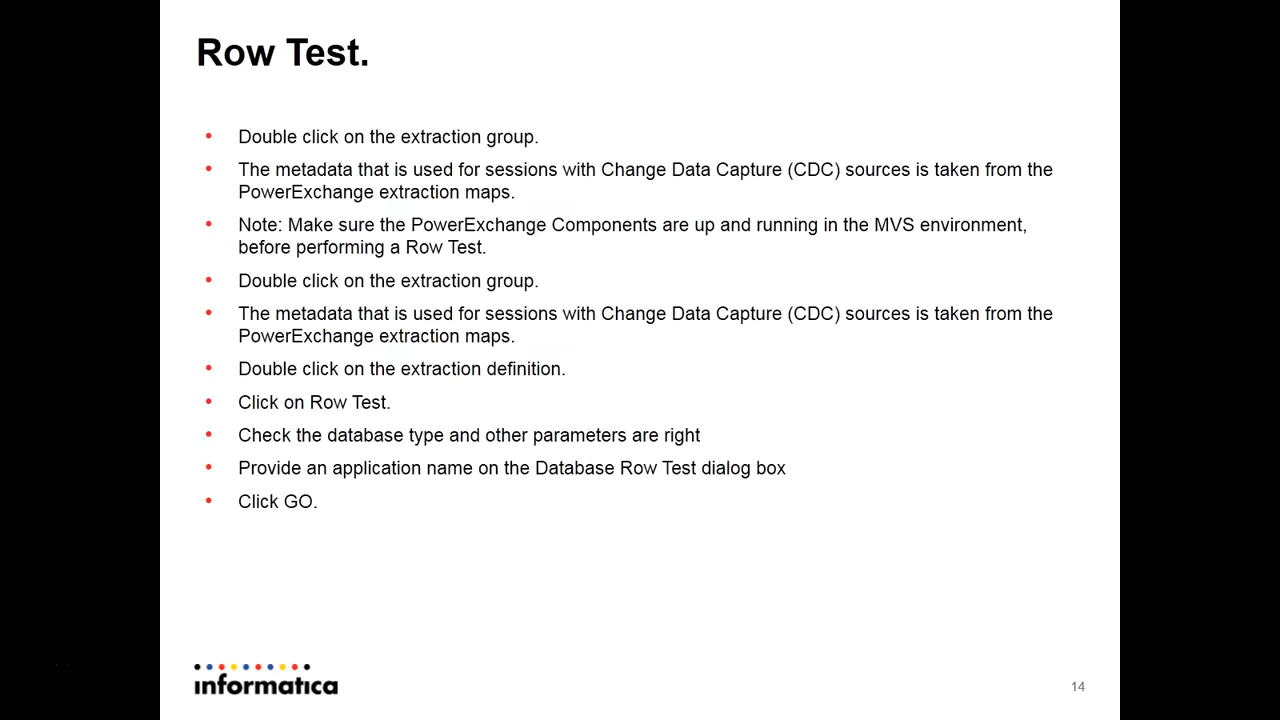 Row Test.
• Double click on the extraction group.
• The metadata that is used for sessions with Change Data Capture (CDC) sources is taken from the
PowerExchange extraction maps.
• Note: Make sure the PowerExchange Components are up and running in the MVS environment,
before performing a Row Test.
• Double click on the extraction group.
• The metadata that is used for sessions with Change Data Capture (CDC) sources is taken from the
PowerExchange extraction maps.
• Double click on the extraction definition.
• Click on Row Test.
• Check the database type and other parameters are right
• Provide an application name on the Database Row Test dialog box
• Click GO.
informatica
14